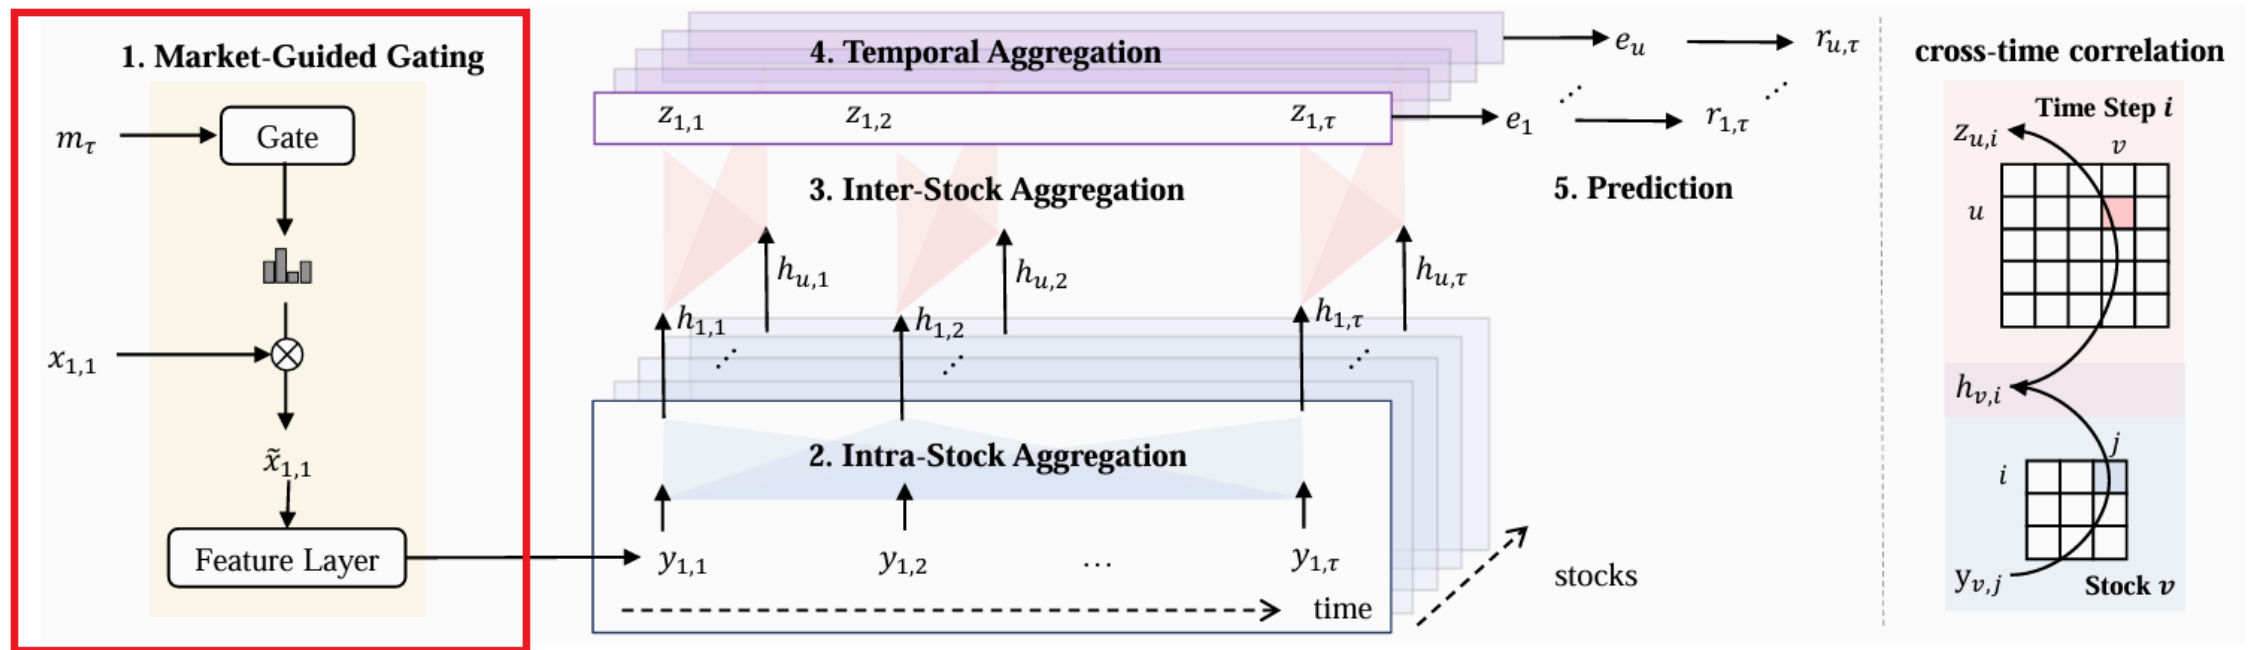 1. Market-Guided Gating
m_τ
Gate
x_{1,1}
x̃_{1,1}
Feature Layer
4. Temporal Aggregation
z_{1,1} z_{1,2} z_{1,τ}
e_u r_{u,τ}
⋰ ⋰
e_1 r_{1,τ}
3. Inter-Stock Aggregation
5. Prediction
h_{u,1} h_{u,2} h_{u,τ}
h_{1,1} h_{1,2} h_{1,τ}
⋰ ⋰ ⋰
2. Intra-Stock Aggregation
y_{1,1} y_{1,2} ... y_{1,τ}
time
stocks
cross-time correlation
Time Step i
z_{u,i}
v
u
h_{v,i}
j
i
y_{v,j}
Stock v